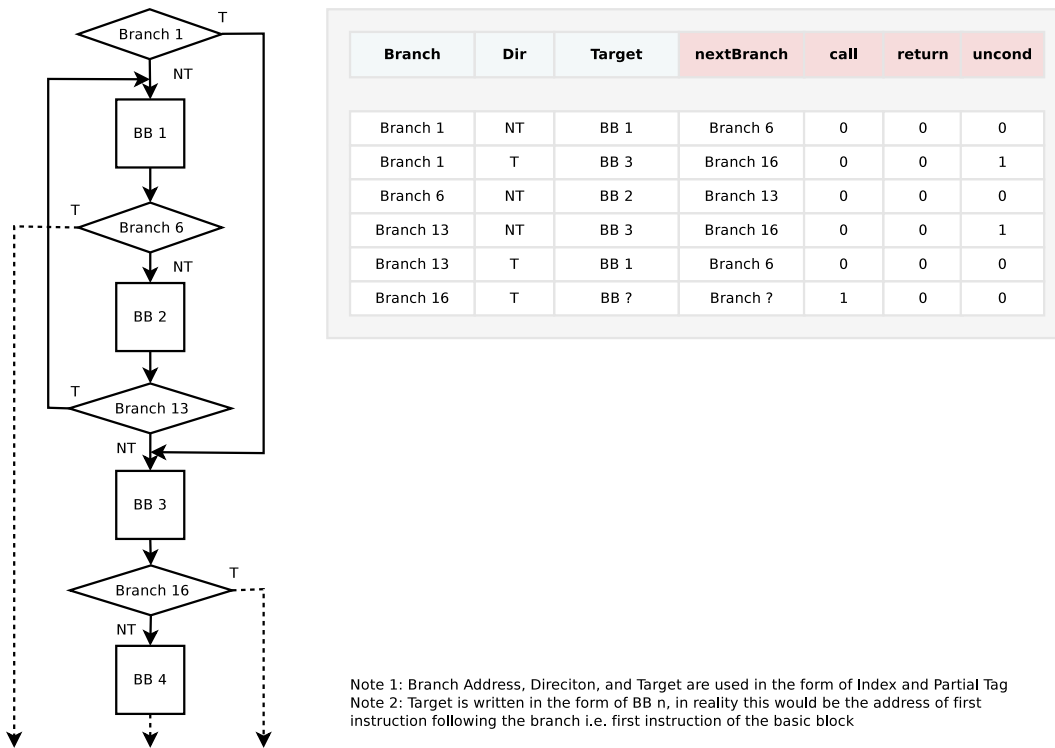 T
Branch 1
NT
BB 1
T
Branch 6
NT
BB 2
T
Branch 13
NT
BB 3
T
Branch 16
NT
BB 4
Branch Dir Target nextBranch call return uncond
Branch 1 NT BB 1 Branch 6 0 0 0
Branch 1 T BB 3 Branch 16 0 0 1
Branch 6 NT BB 2 Branch 13 0 0 0
Branch 13 NT BB 3 Branch 16 0 0 1
Branch 13 T BB 1 Branch 6 0 0 0
Branch 16 T BB ? Branch ? 1 0 0
Note 1: Branch Address, Direciton, and Target are used in the form of Index and Partial Tag
Note 2: Target is written in the form of BB n, in reality this would be the address of first
instruction following the branch i.e. first instruction of the basic block